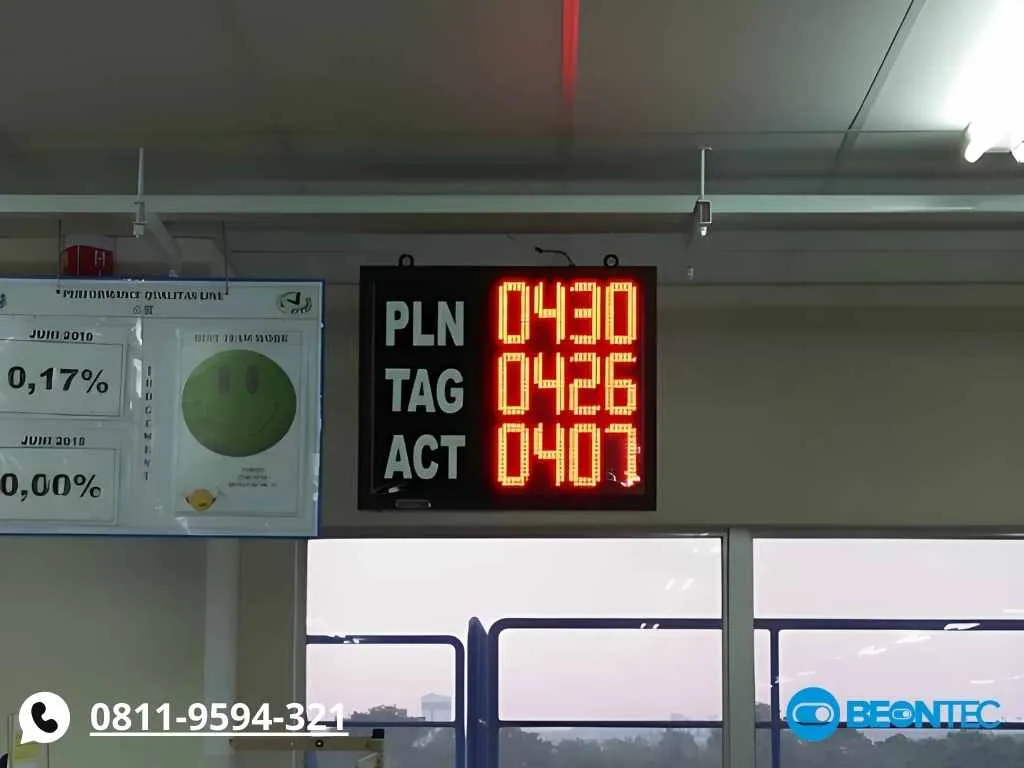 PERFORMANCE QUALITAS LINE
JUNI 2018
0,17%
JUDGEMENT
JUNI 2018
0,00%
PLN 0430
TAG 0426
ACT 0407
0811-9594-321
BEONTEC